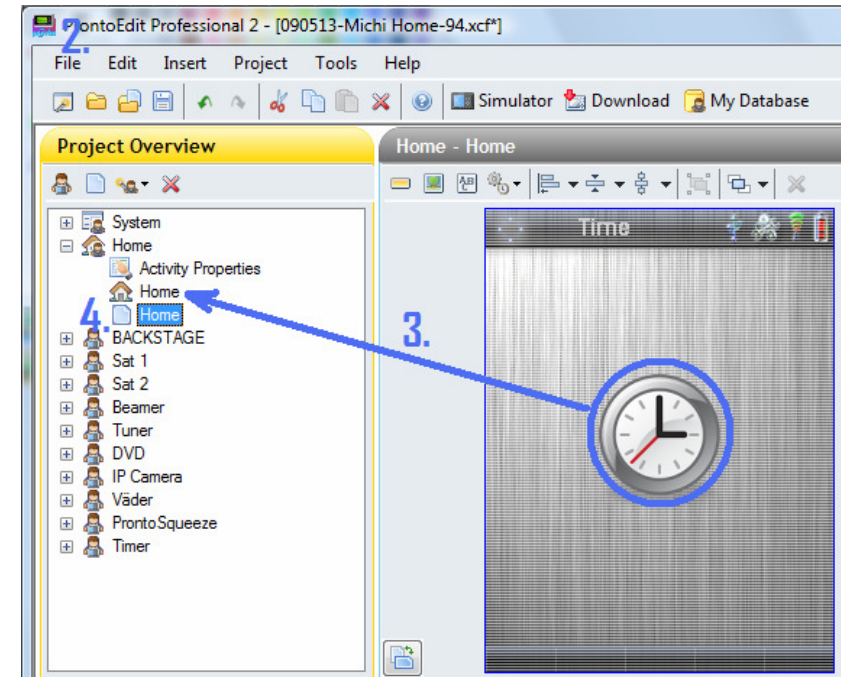 ProntoEdit Professional 2 - [090513-Michi Home-94.xcf*]
2.
File Edit Insert Project Tools Help
Simulator Download My Database
Project Overview
Home - Home
System
Home
Activity Properties
Home
Home
4.
BACKSTAGE
Sat 1
Sat 2
Beamer
Tuner
DVD
IP Camera
Väder
ProntoSqueeze
Timer
Time
3.